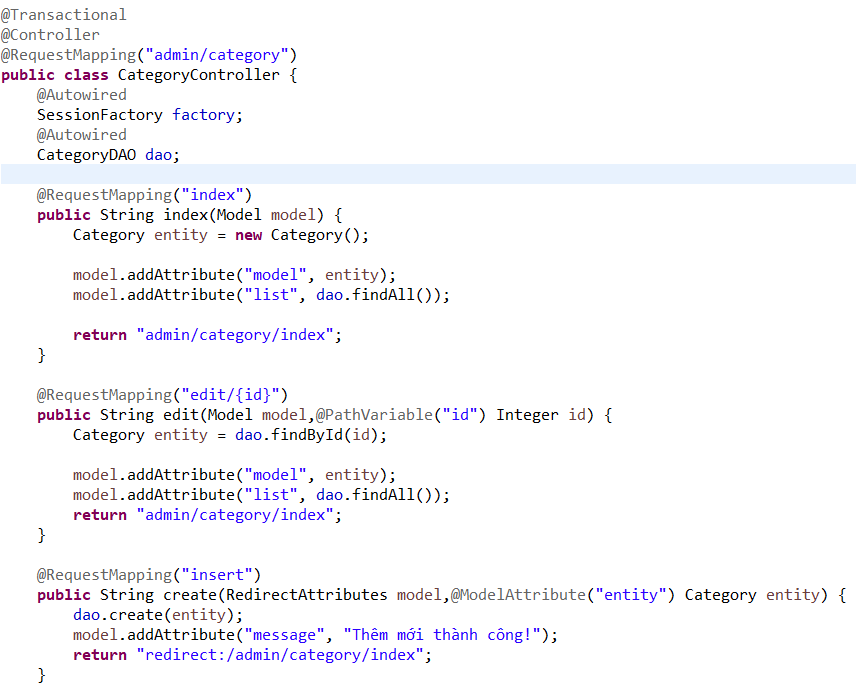 @Transactional
@Controller
@RequestMapping("admin/category")
public class CategoryController {
    @Autowired
    SessionFactory factory;
    @Autowired
    CategoryDAO dao;

    @RequestMapping("index")
    public String index(Model model) {
        Category entity = new Category();

        model.addAttribute("model", entity);
        model.addAttribute("list", dao.findAll());

        return "admin/category/index";
    }

    @RequestMapping("edit/{id}")
    public String edit(Model model,@PathVariable("id") Integer id) {
        Category entity = dao.findById(id);

        model.addAttribute("model", entity);
        model.addAttribute("list", dao.findAll());
        return "admin/category/index";
    }

    @RequestMapping("insert")
    public String create(RedirectAttributes model,@ModelAttribute("entity") Category entity) {
        dao.create(entity);
        model.addAttribute("message", "Thêm mới thành công!");
        return "redirect:/admin/category/index";
    }